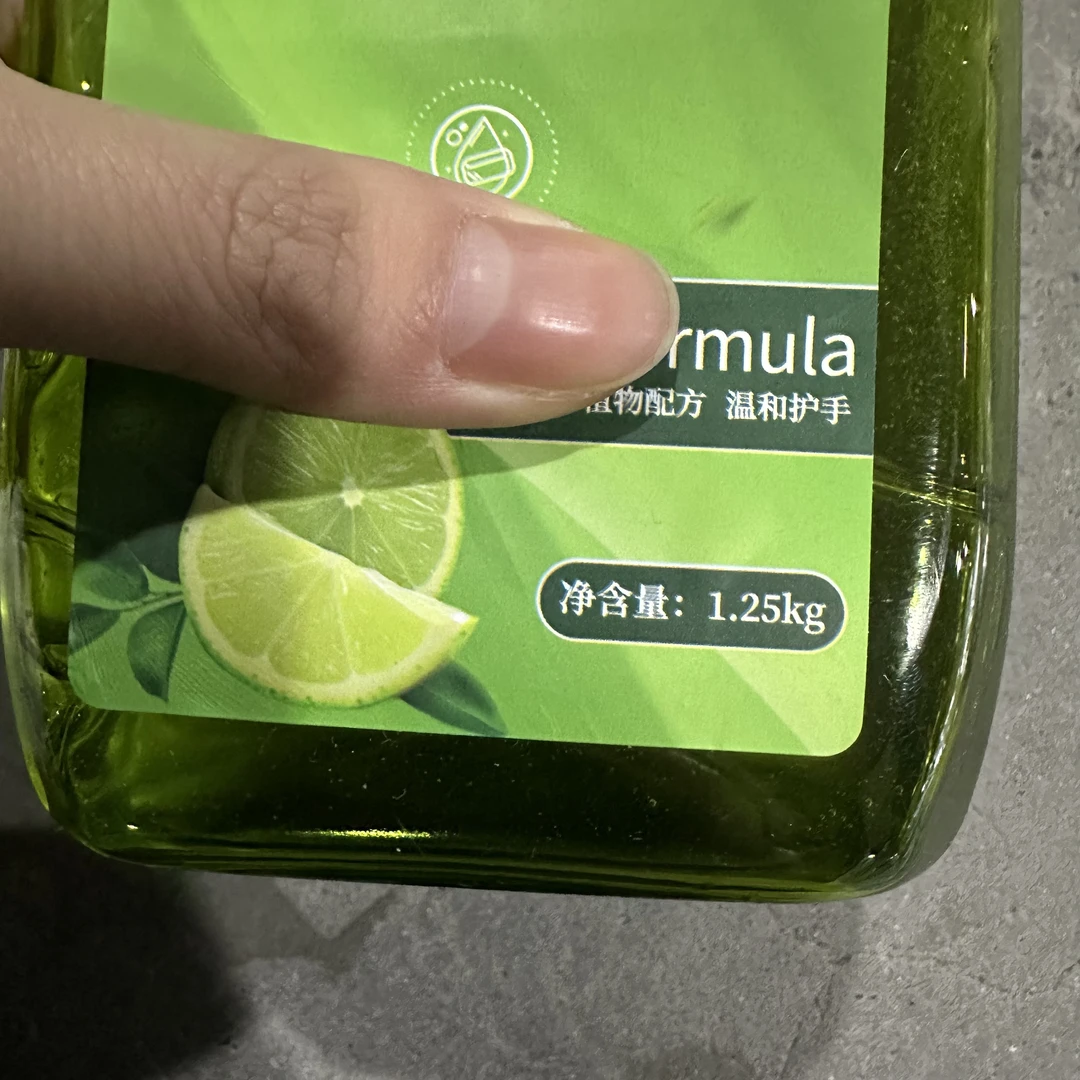 rmula
植物配方 温和护手
净含量：1.25kg